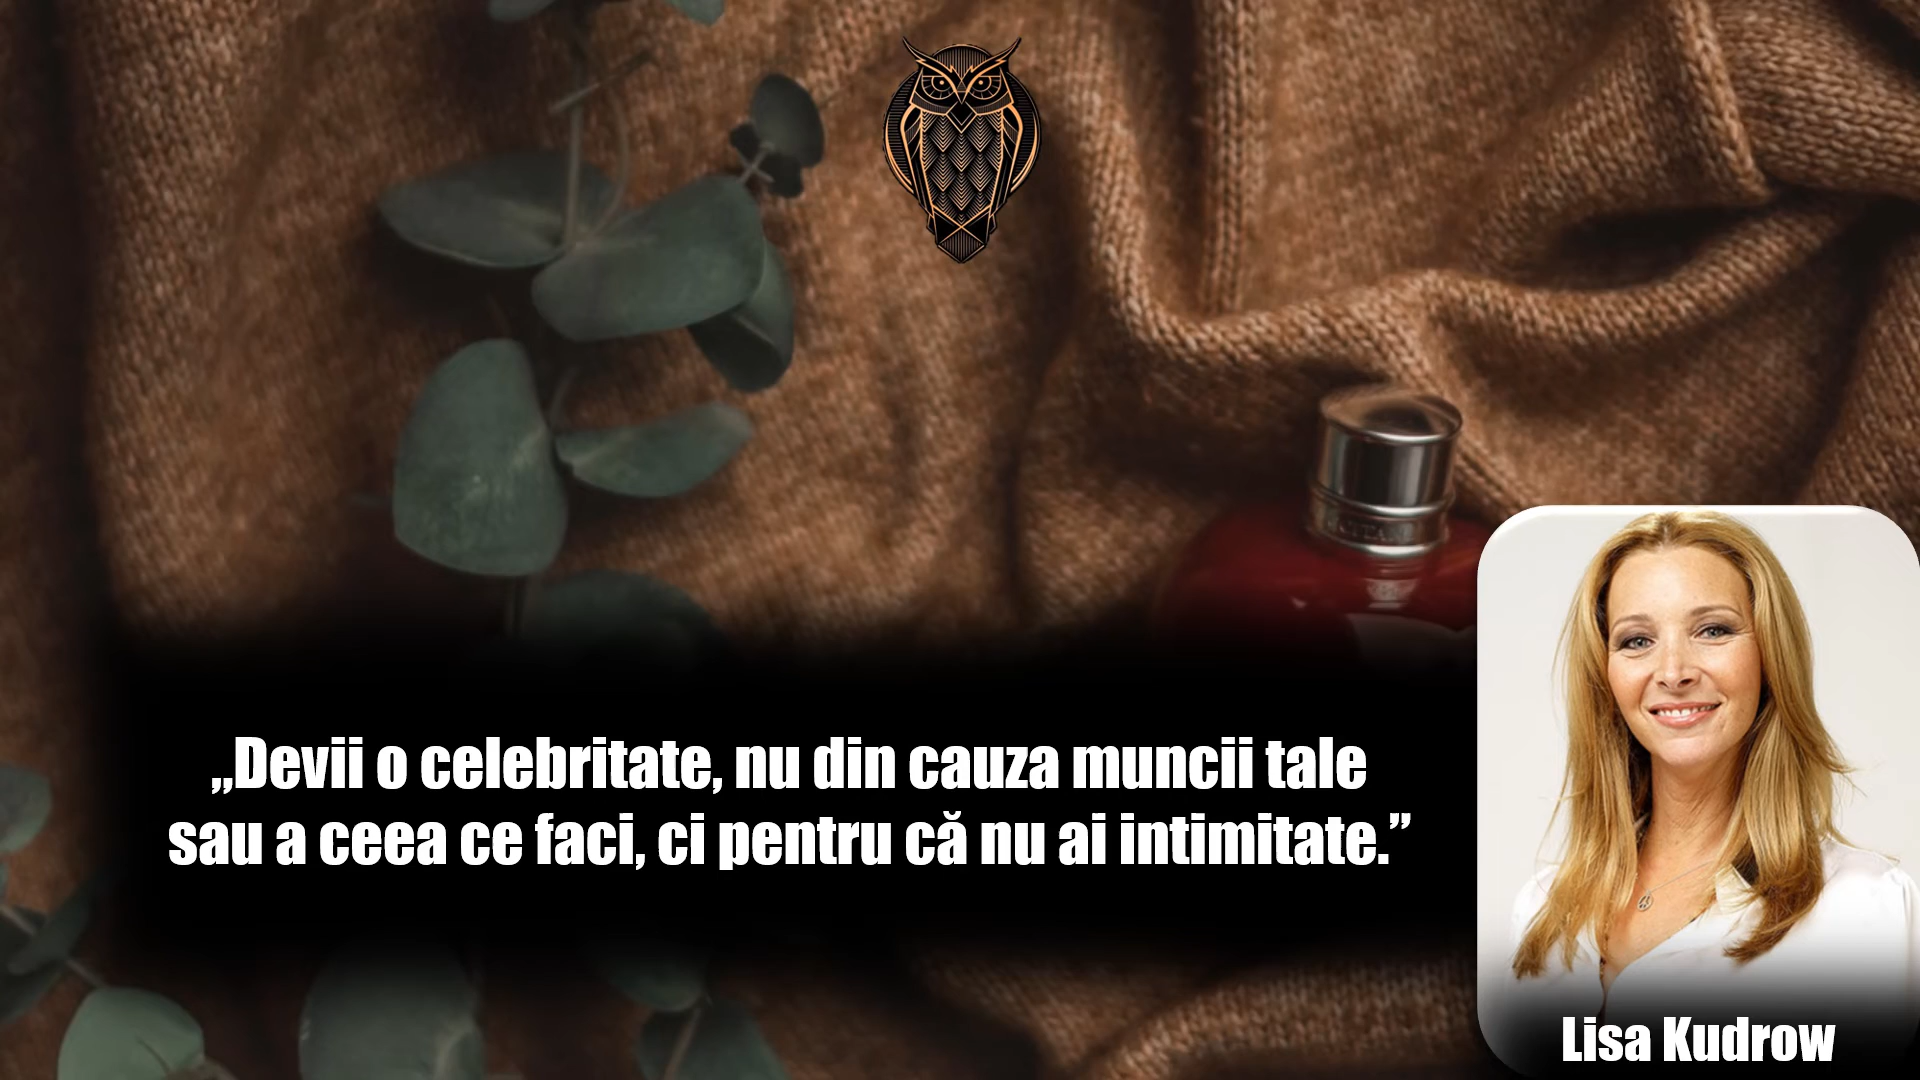 „Devii o celebritate, nu din cauza muncii tale
sau a ceea ce faci, ci pentru că nu ai intimitate.”
Lisa Kudrow